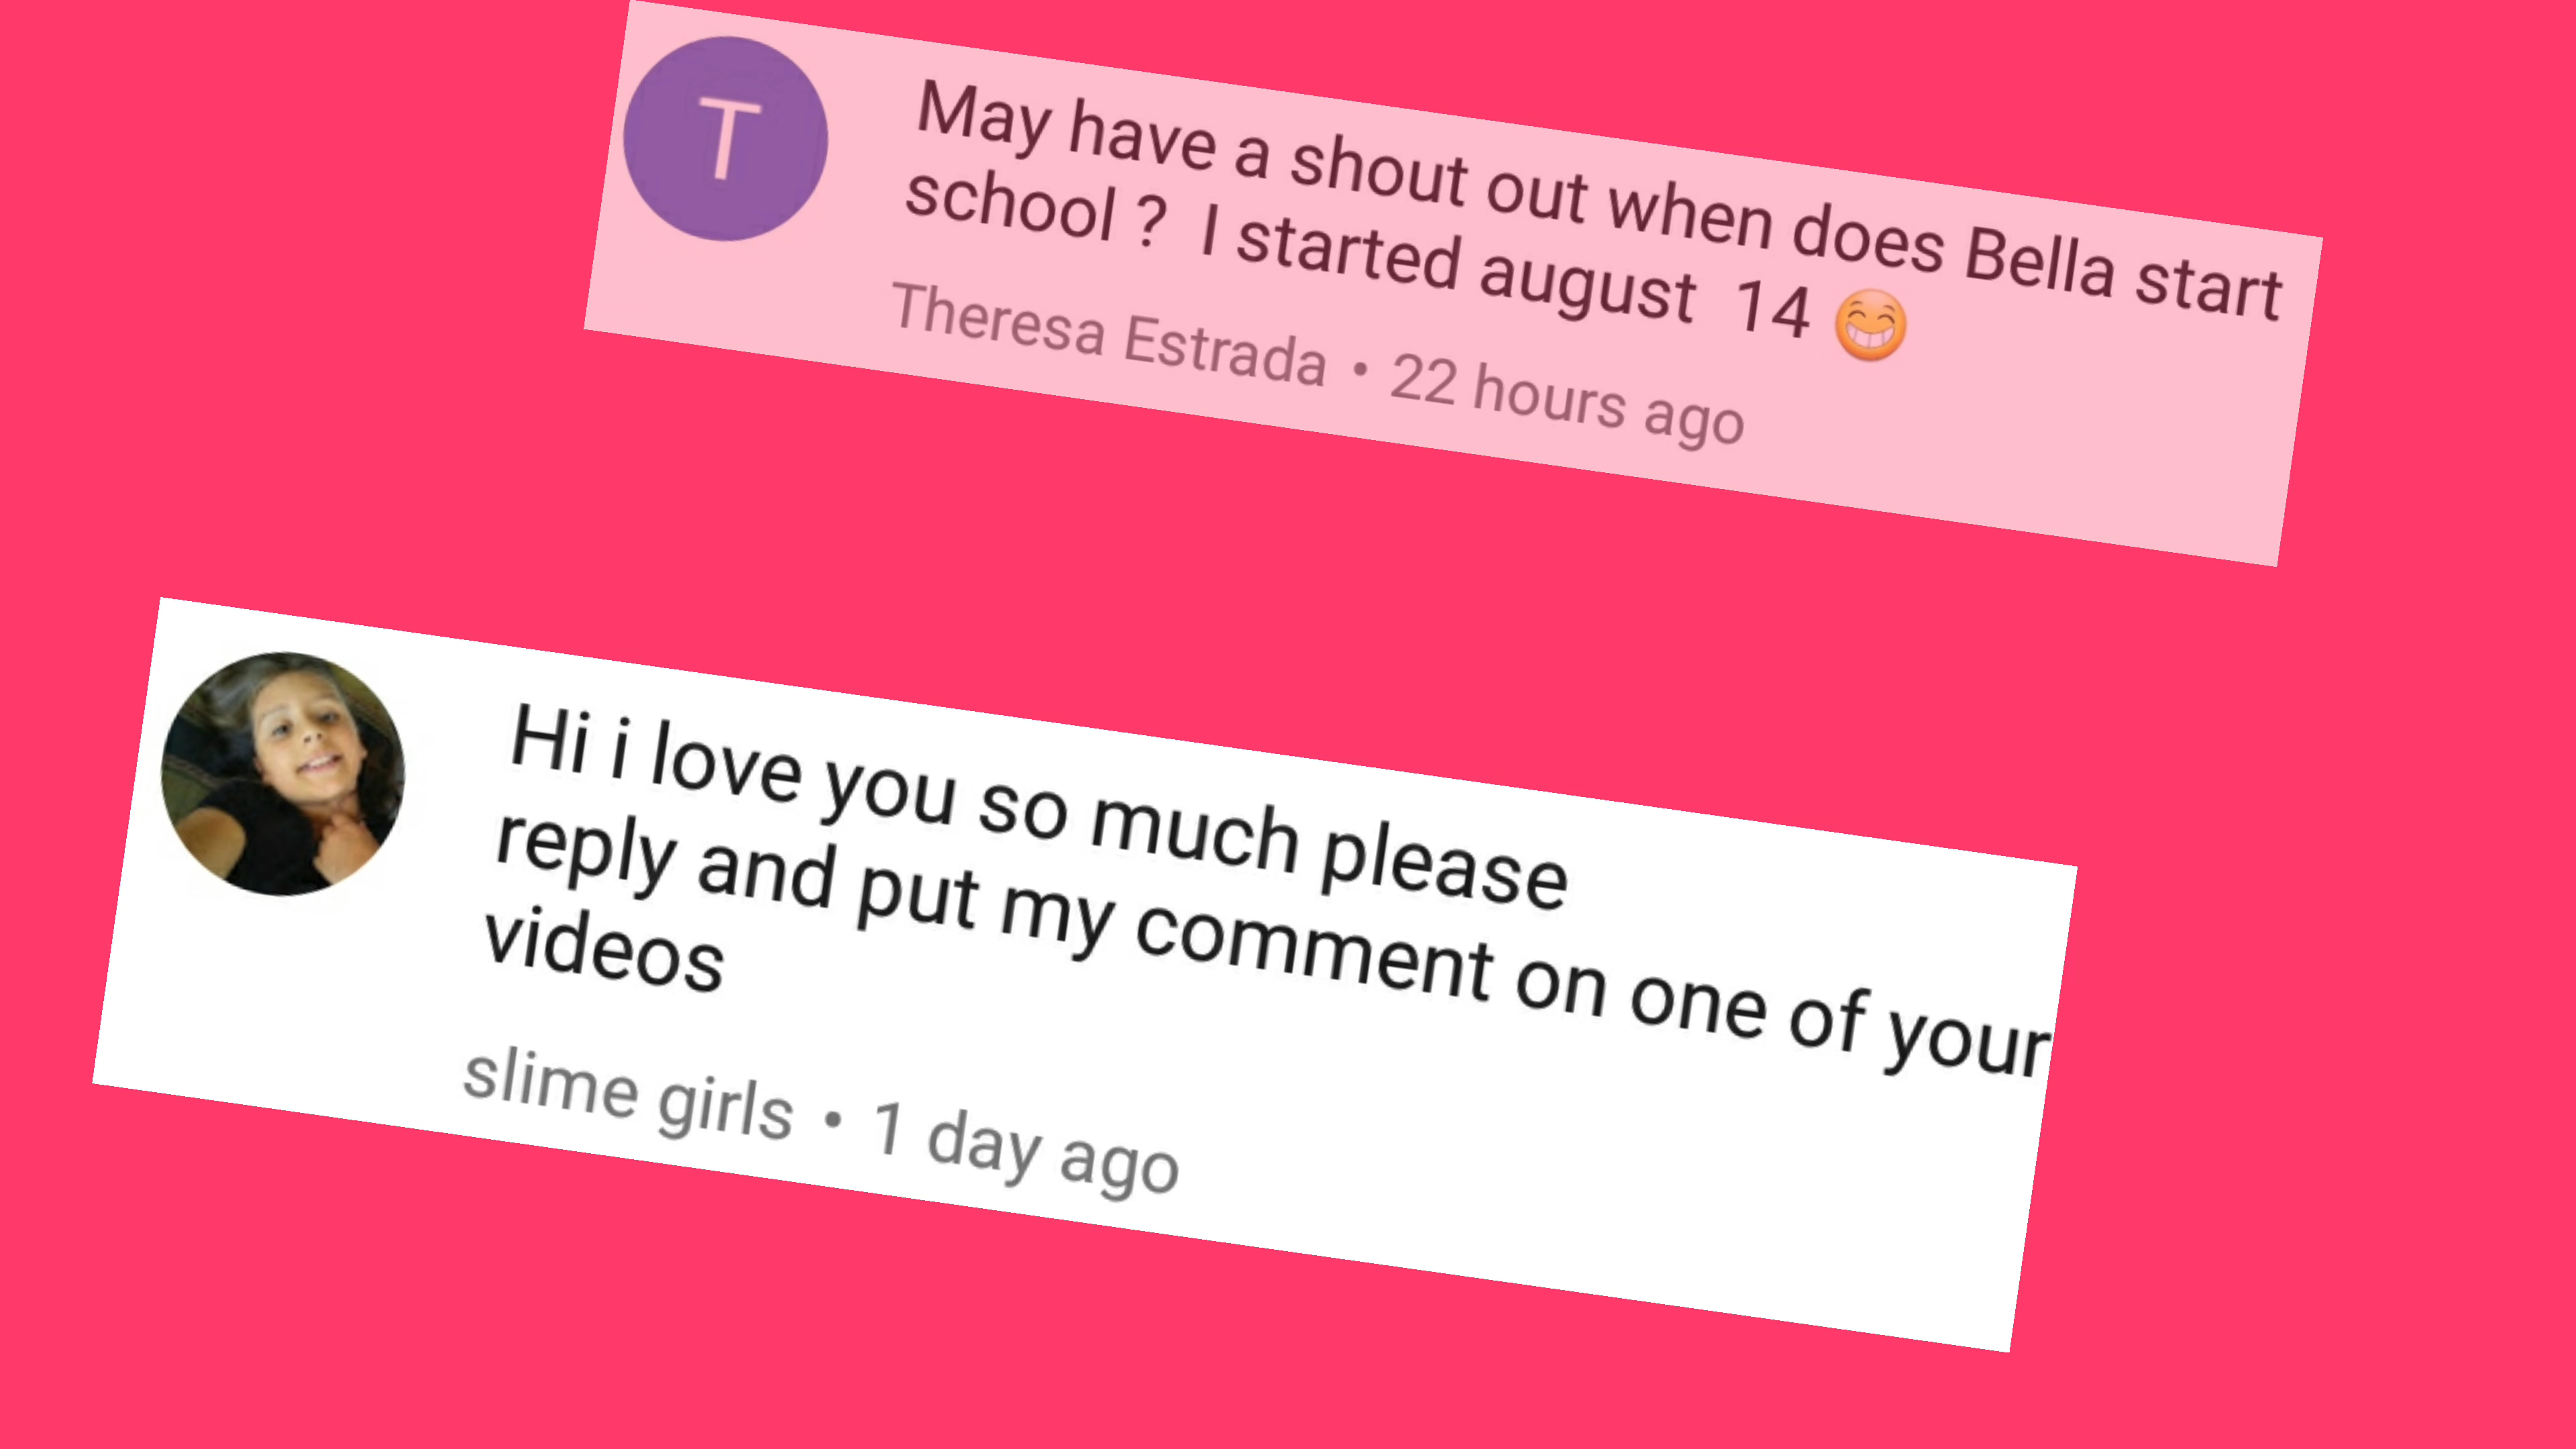 T
May have a shout out when does Bella start
school ? I started august 14 😁
Theresa Estrada • 22 hours ago
Hi i love you so much please
reply and put my comment on one of your
videos
slime girls • 1 day ago